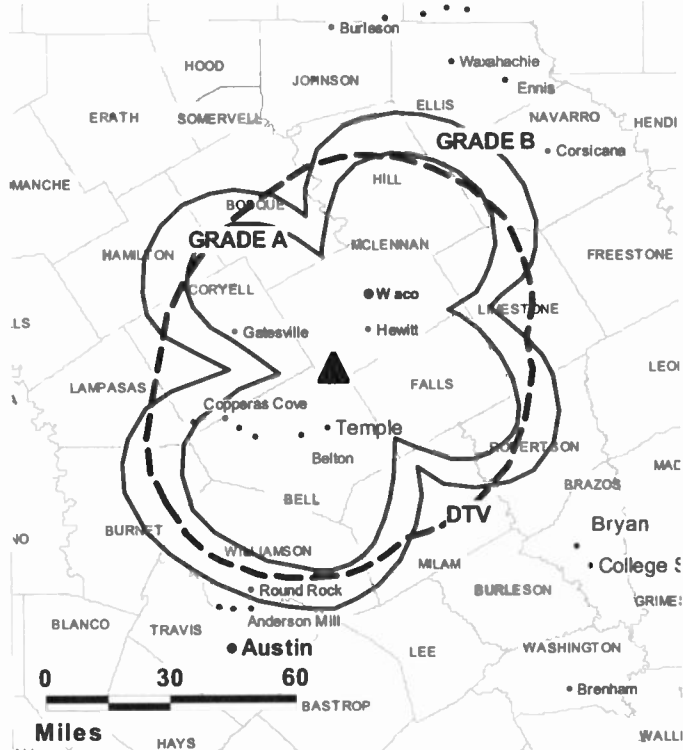 Burleson
HOOD
Waxahachie
JOHNSON
Ennis
ELLIS
ERATH
SOMERVELL
NAVARRO
HENDI
GRADE B
Corsicana
MANCHE
HILL
BOSQUE
GRADE A
MCLENNAN
HAMILTON
FREESTONE
CORYELL
Waco
LIMESTONE
LS
Gatesville
Hewitt
LEOI
LAMPASAS
FALLS
Copperas Cove
Temple
ROBERTSON
Belton
MAD
BRAZOS
BELL
DTV
Bryan
BURNET
NO
WILLIAMSON
MILAM
College S
Round Rock
BURLESON
GRIMES
Anderson Mill
BLANCO
TRAVIS
Austin
LEE
WASHINGTON
0 30 60
Brenham
BASTROP
Miles
HAYS
WALL